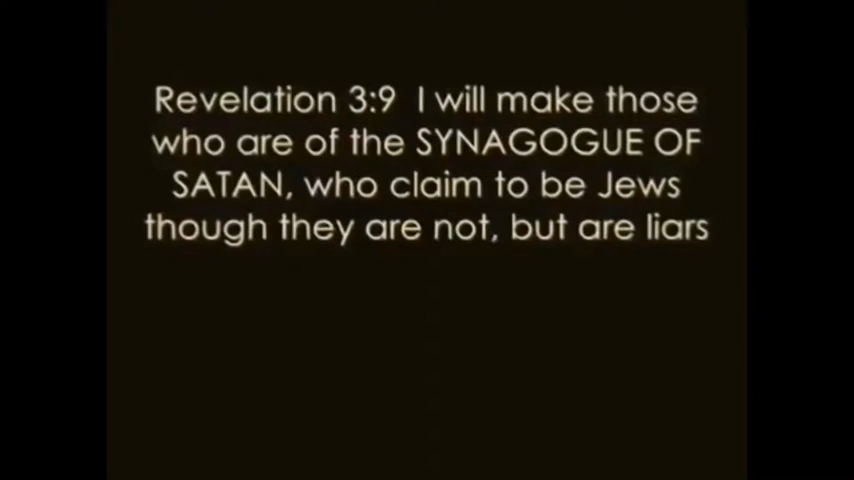 Revelation 3:9 I will make those
who are of the SYNAGOGUE OF
SATAN, who claim to be Jews
though they are not, but are liars